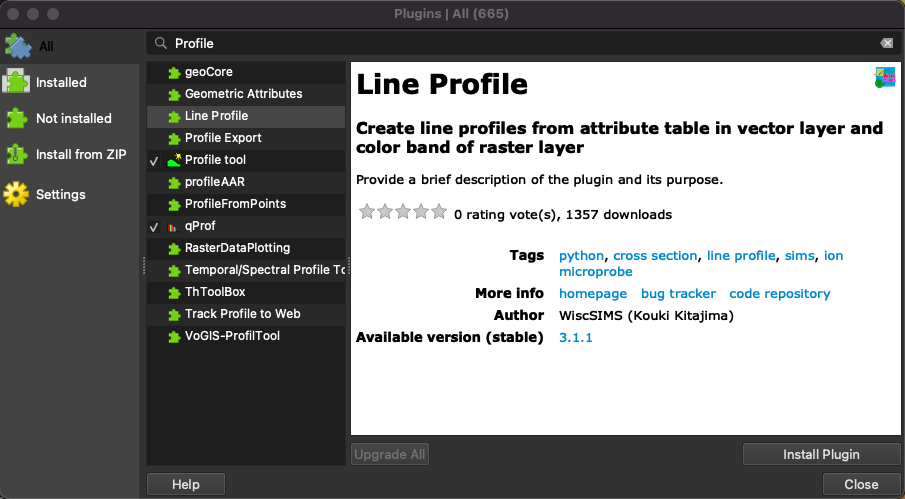 Plugins | All (665)
All
Installed
Not installed
Install from ZIP
Settings
Profile
geoCore
Geometric Attributes
Line Profile
Profile Export
Profile tool
profileAAR
ProfileFromPoints
qProf
RasterDataPlotting
Temporal/Spectral Profile To
ThToolBox
Track Profile to Web
VoGIS-ProfilTool
Line Profile
Create line profiles from attribute table in vector layer and
color band of raster layer
Provide a brief description of the plugin and its purpose.
0 rating vote(s), 1357 downloads
Tags python, cross section, line profile, sims, ion
microprobe
More info homepage bug tracker code repository
Author WiscSIMS (Kouki Kitajima)
Available version (stable) 3.1.1
Upgrade All
Install Plugin
Help
Close